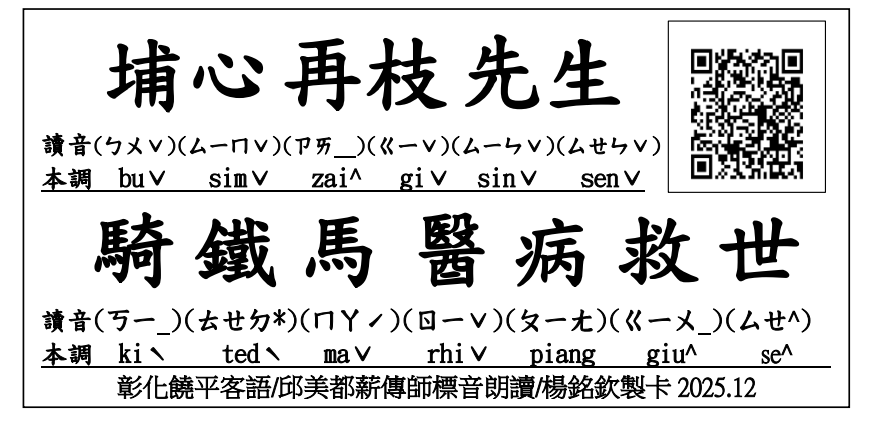 埔心再枝先生
讀音(ㄅㄨˇ)(ㄙㄧㄇˇ)(ㄗㄞ_)(ㄍㄧˇ)(ㄙㄧㄣˇ)(ㄙㄝㄣˇ)
本調 buˇ simˇ zai^ giˇ sinˇ senˇ
騎鐵馬醫病救世
讀音(ㄎㄧ_)(ㄊㄝㄉ*)(ㄇㄚˊ)(ㄖㄧˇ)(ㄆㄧㄤ)(ㄍㄧㄨ_)(ㄙㄝ^)
本調 kiˋ tedˋ maˇ rhiˇ piang giu^ se^
彰化饒平客語/邱美都薪傳師標音朗讀/楊銘欽製卡 2025.12